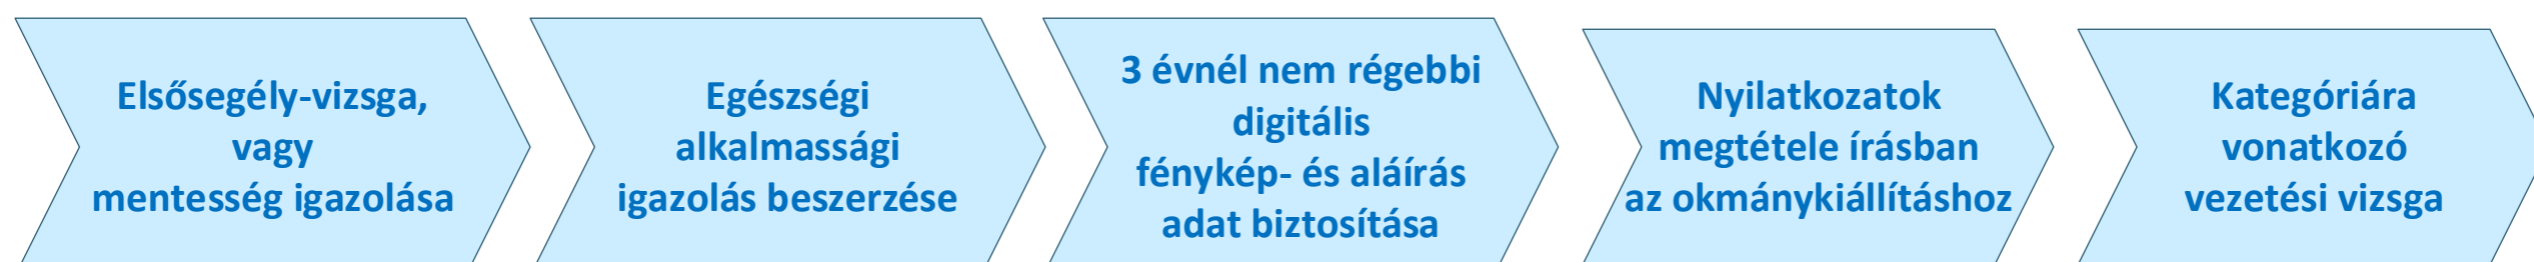 Elsősegély-vizsga,
vagy
mentesség igazolása
Egészségi
alkalmassági
igazolás beszerzése
3 évnél nem régebbi
digitális
fénykép- és aláírás
adat biztosítása
Nyilatkozatok
megtétele írásban
az okmánykiállításhoz
Kategóriára
vonatkozó
vezetési vizsga